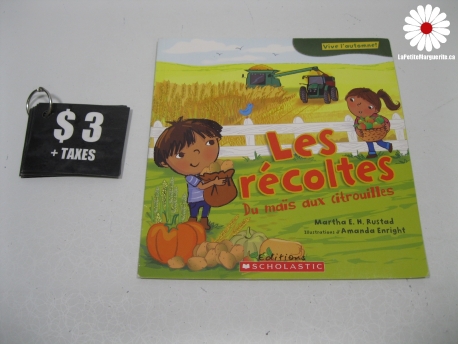 Vive l'automne!
LaPetiteMarguerite.ca
$3
+ TAXES
Les
récoltes
Du maïs aux citrouilles
Martha E. H. Rustad
Illustrations d'Amanda Enright
Éditions
SCHOLASTIC